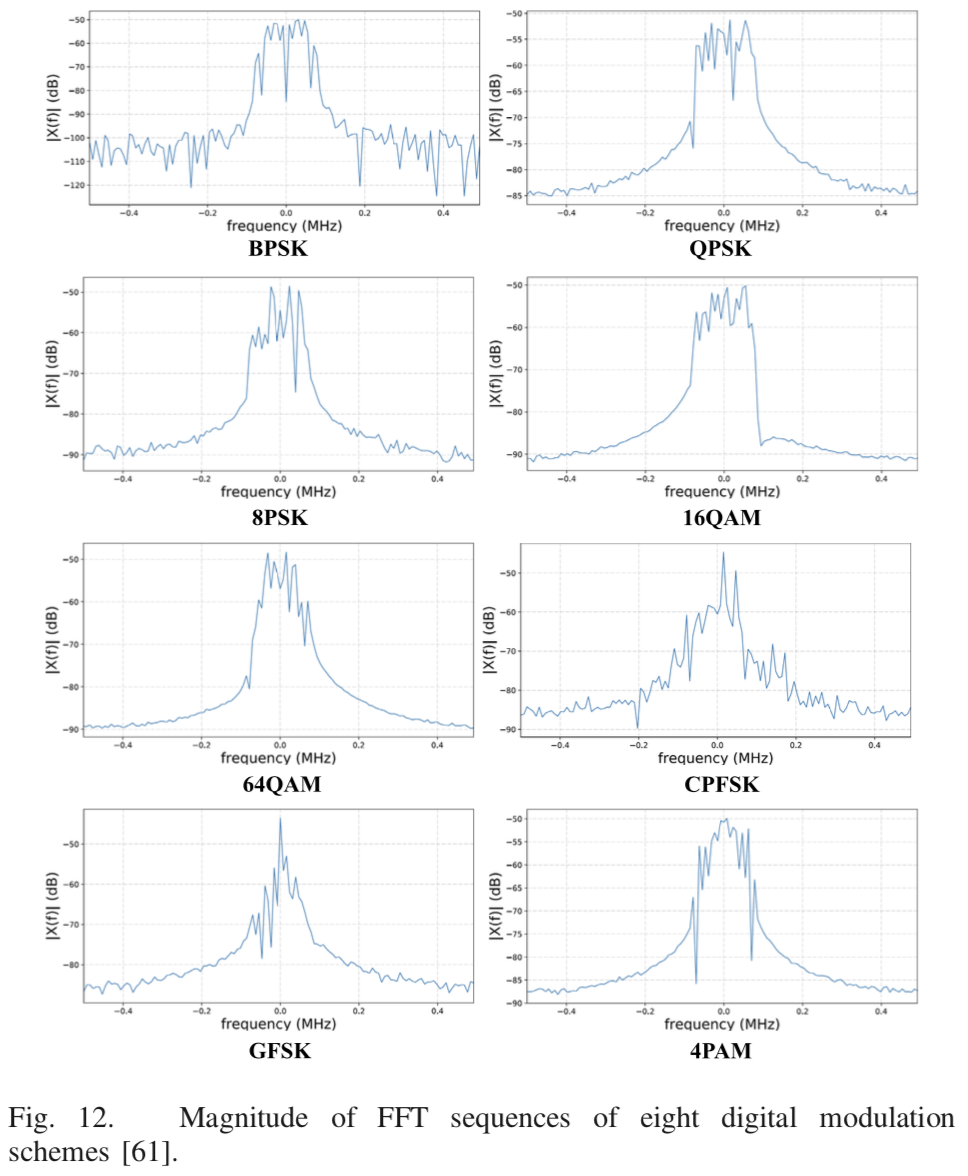 −50
−60
−70
−80
−90
−100
−110
−120
|X(f)| (dB)
−0.4 −0.2 0.0 0.2 0.4
frequency (MHz)
BPSK
−50
−55
−60
−65
−70
−75
−80
−85
|X(f)| (dB)
−0.4 −0.2 0.0 0.2 0.4
frequency (MHz)
QPSK
−50
−60
−70
−80
−90
|X(f)| (dB)
−0.4 −0.2 0.0 0.2 0.4
frequency (MHz)
8PSK
−50
−60
−70
−80
−90
|X(f)| (dB)
−0.4 −0.2 0.0 0.2 0.4
frequency (MHz)
16QAM
−50
−60
−70
−80
−90
|X(f)| (dB)
−0.4 −0.2 0.0 0.2 0.4
frequency (MHz)
64QAM
−50
−60
−70
−80
−90
|X(f)| (dB)
−0.4 −0.2 0.0 0.2 0.4
frequency (MHz)
CPFSK
−50
−60
−70
−80
|X(f)| (dB)
−0.4 −0.2 0.0 0.2 0.4
frequency (MHz)
GFSK
−50
−55
−60
−65
−70
−75
−80
−85
−90
|X(f)| (dB)
−0.4 −0.2 0.0 0.2 0.4
frequency (MHz)
4PAM
Fig. 12. Magnitude of FFT sequences of eight digital modulation
schemes [61].